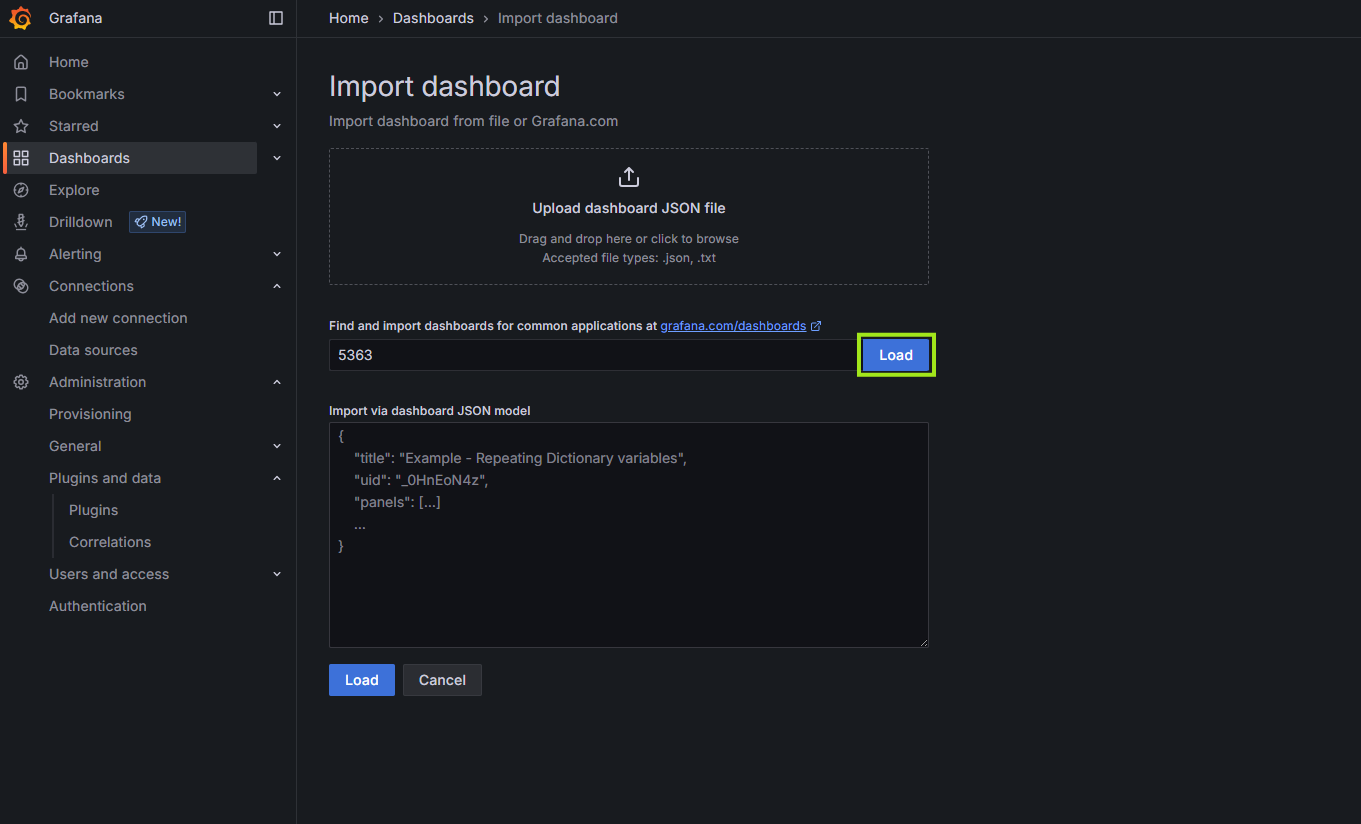 Grafana
Home › Dashboards › Import dashboard
Home
Bookmarks
Starred
Dashboards
Explore
Drilldown New!
Alerting
Connections
Add new connection
Data sources
Administration
Provisioning
General
Plugins and data
Plugins
Correlations
Users and access
Authentication
Import dashboard
Import dashboard from file or Grafana.com
Upload dashboard JSON file
Drag and drop here or click to browse
Accepted file types: .json, .txt
Find and import dashboards for common applications at grafana.com/dashboards
5363 Load
Import via dashboard JSON model
{
"title": "Example - Repeating Dictionary variables",
"uid": "_0HnEoN4z",
"panels": [...]
...
}
Load Cancel